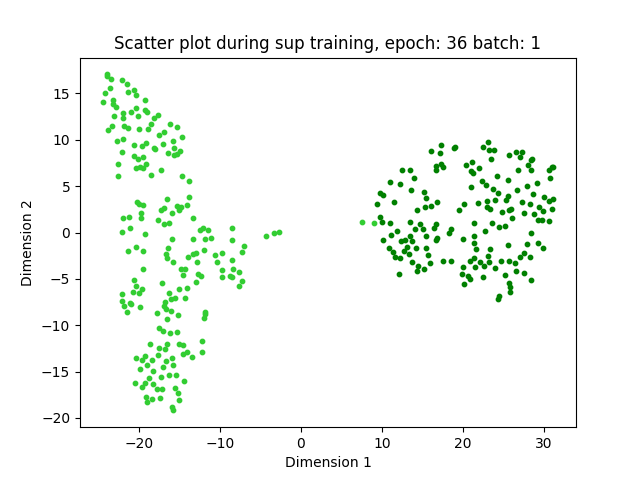 Scatter plot during sup training, epoch: 36 batch: 1
15
10
5
0
−5
−10
−15
−20
Dimension 2
−20 −10 0 10 20 30
Dimension 1